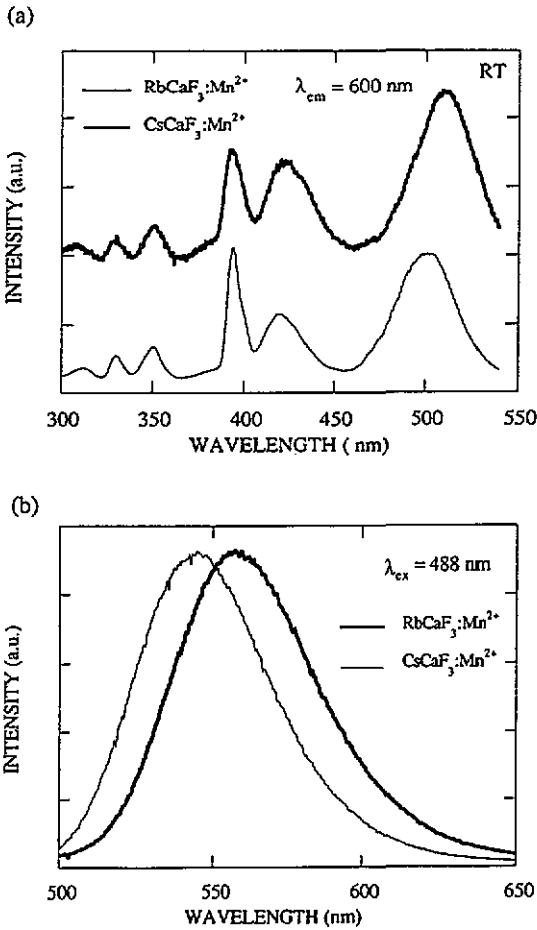 (a)
RT
RbCaF₃:Mn²⁺
λem = 600 nm
CsCaF₃:Mn²⁺
INTENSITY (a.u.)
300 350 400 450 500 550
WAVELENGTH ( nm)
(b)
λex = 488 nm
RbCaF₃:Mn²⁺
CsCaF₃:Mn²⁺
INTENSITY (a.u.)
500 550 600 650
WAVELENGTH (nm)